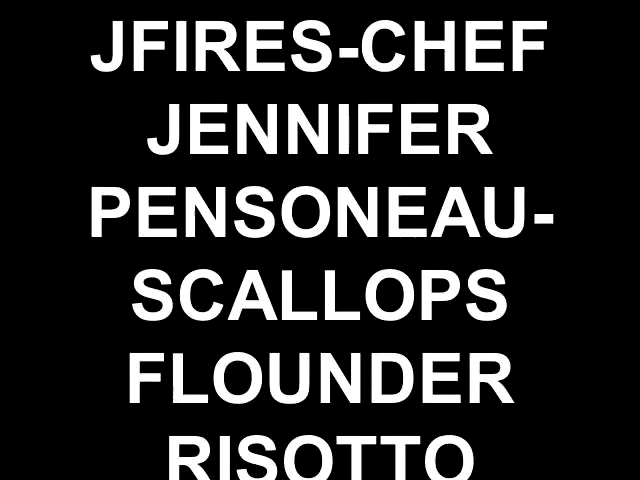 JFIRES-CHEF
JENNIFER
PENSONEAU-
SCALLOPS
FLOUNDER
RISOTTO